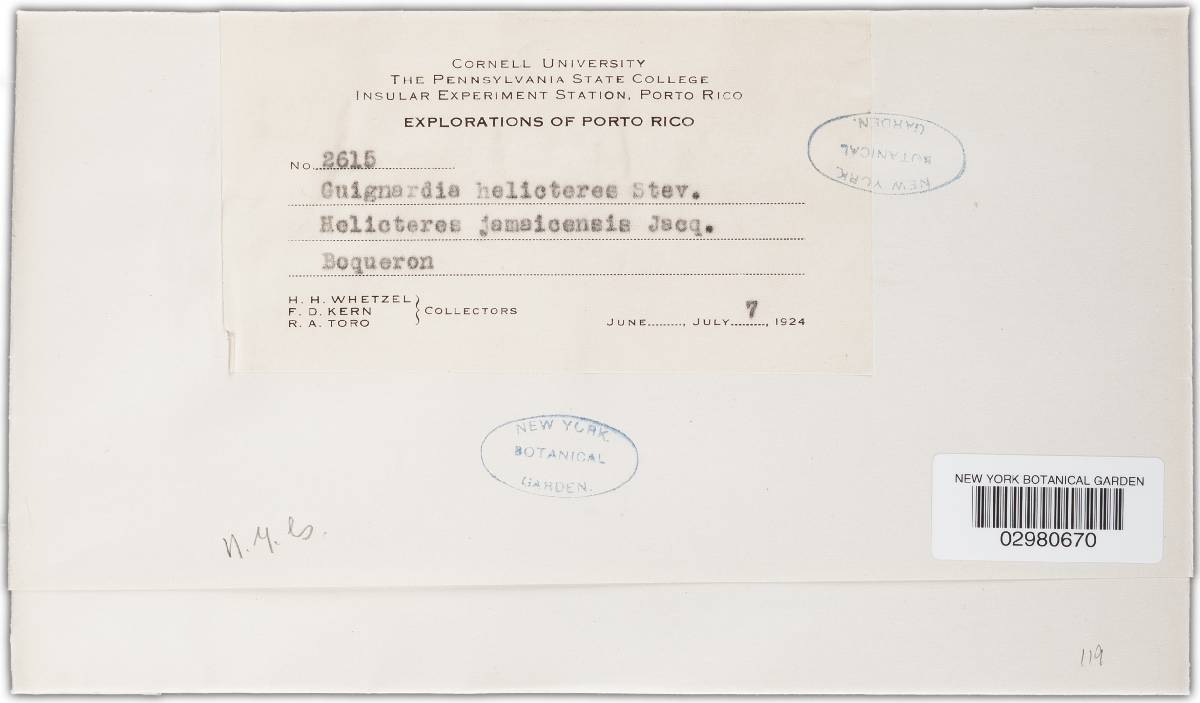 CORNELL UNIVERSITY
THE PENNSYLVANIA STATE COLLEGE
INSULAR EXPERIMENT STATION, PORTO RICO
EXPLORATIONS OF PORTO RICO
No. 2615
Guignardia helicteres Stev.
Helicteres jamaicensis Jacq.
Boqueron
H. H. WHETZEL
F. D. KERN
R. A. TORO
} COLLECTORS
JUNE........, JULY 7, 1924
NEW YORK
BOTANICAL
GARDEN.
NEW YORK
BOTANICAL
GARDEN.
N. Y.
NEW YORK BOTANICAL GARDEN
02980670
119